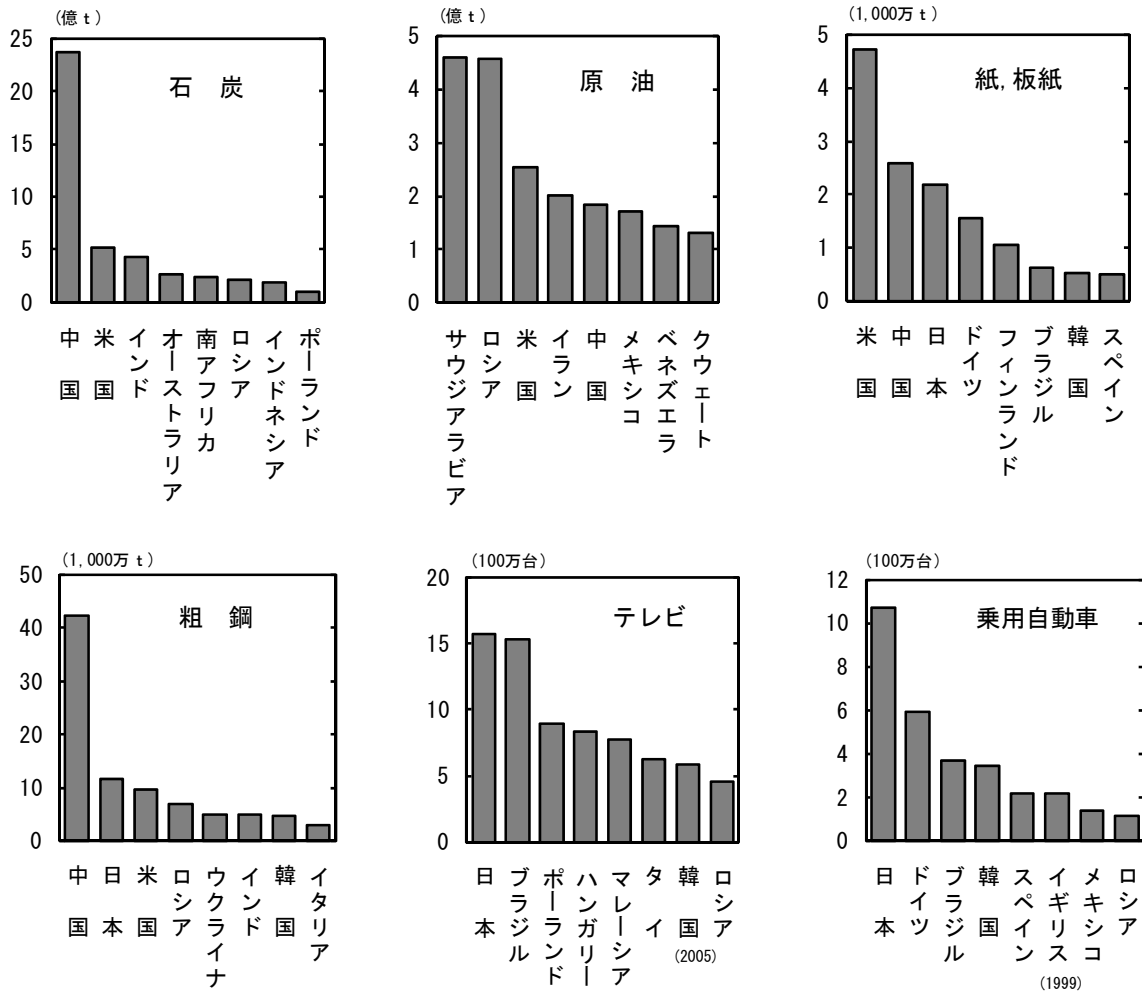 (億t)
25
20
15
10
5
0
石 炭
中国
米国
インド
オーストラリア
南アフリカ
ロシア
インドネシア
ポーランド
(億t)
5
4
3
2
1
0
原 油
サウジアラビア
ロシア
米国
イラン
中国
メキシコ
ベネズエラ
クウェート
(1,000万t)
5
4
3
2
1
0
紙,板紙
米国
中国
日本
ドイツ
フィンランド
ブラジル
韓国
スペイン
(1,000万t)
50
40
30
20
10
0
粗 鋼
中国
日本
米国
ロシア
ウクライナ
インド
韓国
イタリア
(100万台)
20
15
10
5
0
テレビ
日本
ブラジル
ポーランド
ハンガリー
マレーシア
タイ
韓国
(2005)
ロシア
(100万台)
12
10
8
6
4
2
0
乗用自動車
日本
ドイツ
ブラジル
韓国
スペイン
イギリス
(1999)
メキシコ
ロシア